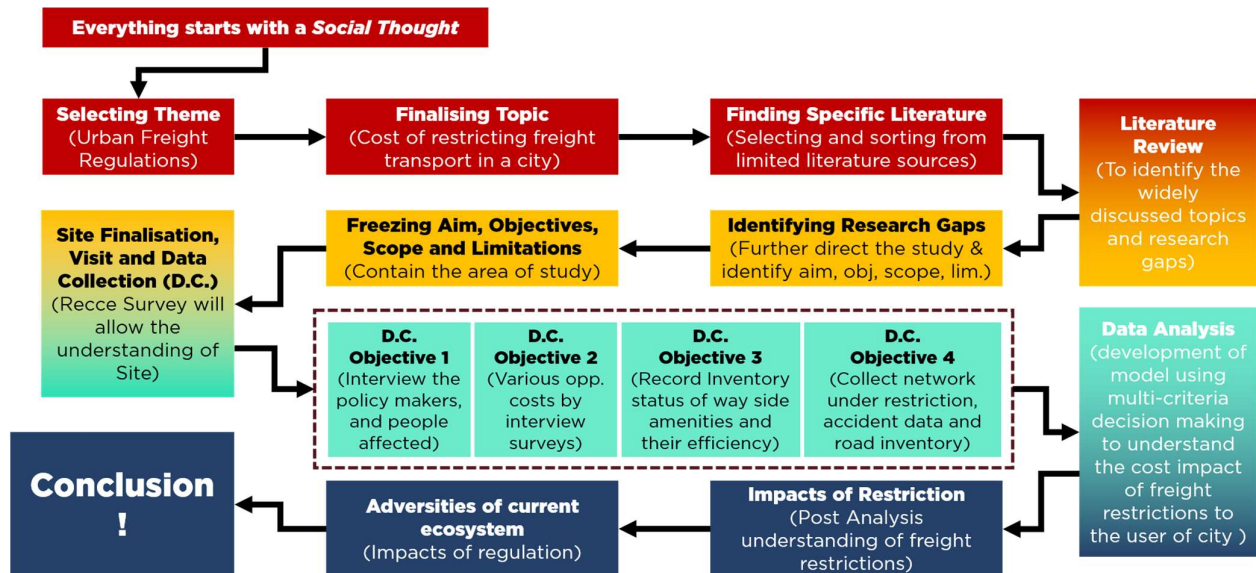 Everything starts with a Social Thought
Selecting Theme
(Urban Freight
Regulations)
Finalising Topic
(Cost of restricting freight
transport in a city)
Finding Specific Literature
(Selecting and sorting from
limited literature sources)
Literature
Review
(To identify the
widely
discussed topics
and research
gaps)
Identifying Research Gaps
(Further direct the study &
identify aim, obj, scope, lim.)
Freezing Aim, Objectives,
Scope and Limitations
(Contain the area of study)
Site Finalisation,
Visit and Data
Collection (D.C.)
(Recce Survey will
allow the
understanding of
Site)
D.C.
Objective 1
(Interview the
policy makers,
and people
affected)
D.C.
Objective 2
(Various opp.
costs by
interview
surveys)
D.C.
Objective 3
(Record Inventory
status of way side
amenities and
their efficiency)
D.C.
Objective 4
(Collect network
under restriction,
accident data and
road inventory)
Data Analysis
(development of
model using
multi-criteria
decision making
to understand
the cost impact
of freight
restrictions to
the user of city )
Impacts of Restriction
(Post Analysis
understanding of freight
restrictions)
Adversities of current
ecosystem
(Impacts of regulation)
Conclusion
!